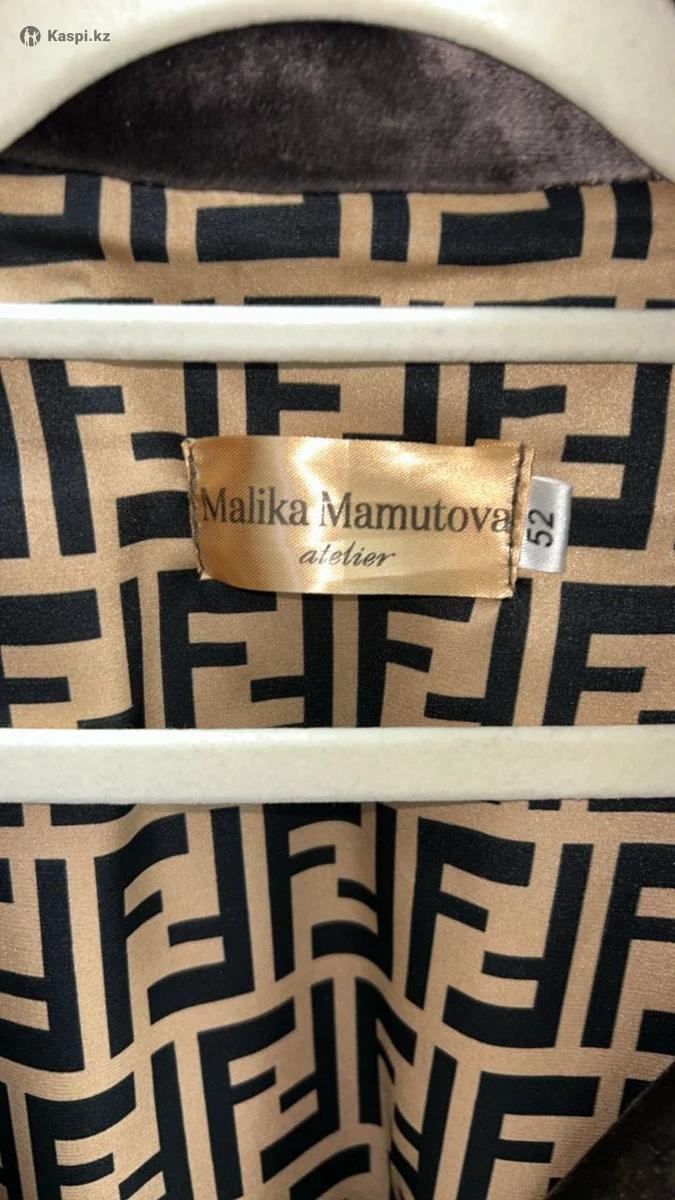 Kaspi.kz
Malika Mamutova
atelier
52